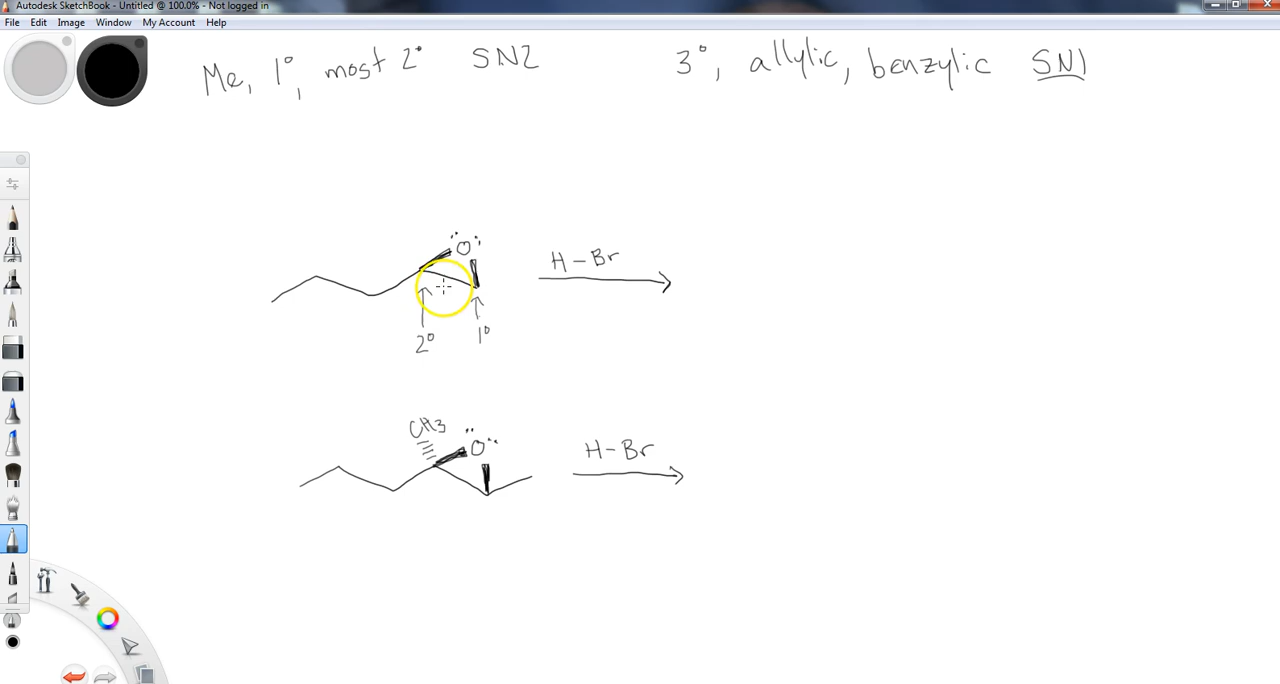 Autodesk SketchBook - Untitled @ 100.0% - Not logged in
File Edit Image Window My Account Help
Me, 1°, most 2° SN2 3°, allylic, benzylic SN1
O
H-Br
2° 1°
CH3
O
H-Br